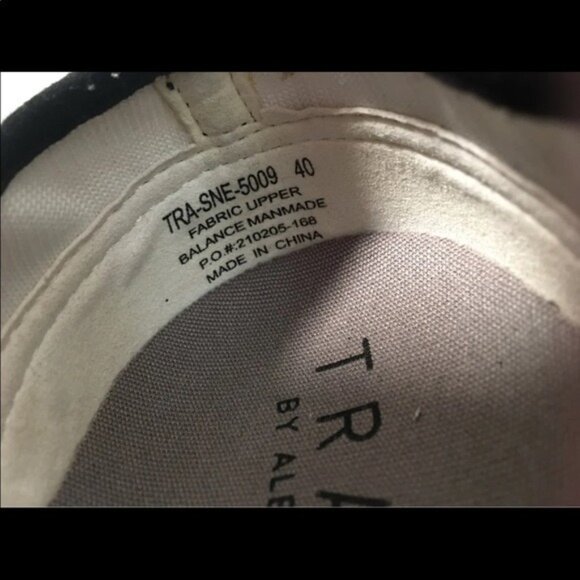 TRA-SNE-5009 40
FABRIC UPPER
BALANCE MANMADE
P.O.#:210205-168
MADE IN CHINA
TRA
BY ALE